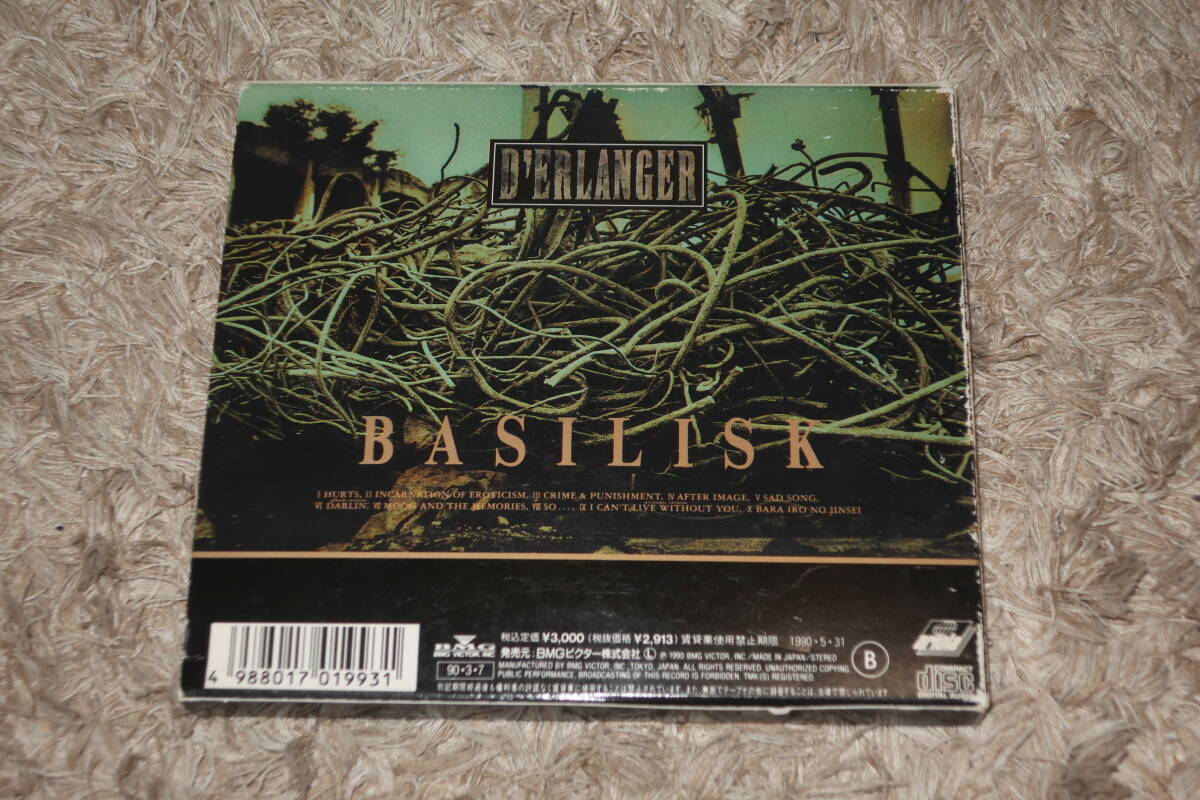 D'ERLANGER
BASILISK
I HURTS, II INCARNATION OF EROTICISM, III CRIME & PUNISHMENT, IV AFTER IMAGE, V SAD SONG,
VI DARLIN, VII MOON AND THE MEMORIES, VIII SO...., IX I CAN'T LIVE WITHOUT YOU, X BARA IRO NO JINSEI
4 988017 019931
BMG
BMG VICTOR, INC.
90・3・7
税込定価 ¥3,000 (税抜価格 ¥2,913) 賃貸業使用禁止期限 1990・5・31
発売元:BMGビクター株式会社 Ⓛ Ⓟ 1990 BMG VICTOR, INC./MADE IN JAPAN/STEREO
MANUFACTURED BY BMG VICTOR, INC., TOKYO, JAPAN. ALL RIGHTS RESERVED. UNAUTHORIZED COPYING,
PUBLIC PERFORMANCE, BROADCASTING OF THIS RECORD IS FORBIDDEN. TMK(S) REGISTERED.
B
COMPACT
disc
DIGITAL AUDIO